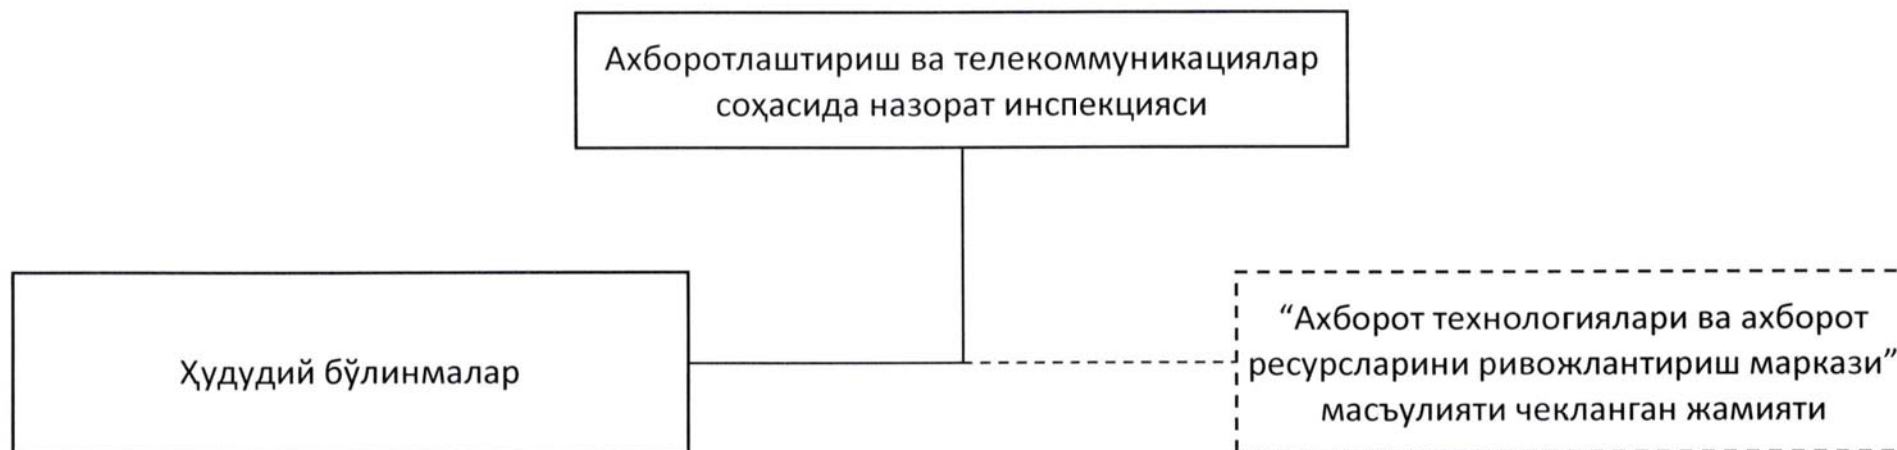 Ахборотлаштириш ва телекоммуникациялар
соҳасида назорат инспекцияси
Ҳудудий бўлинмалар
“Ахборот технологиялари ва ахборот
ресурсларини ривожлантириш маркази”
масъулияти чекланган жамияти